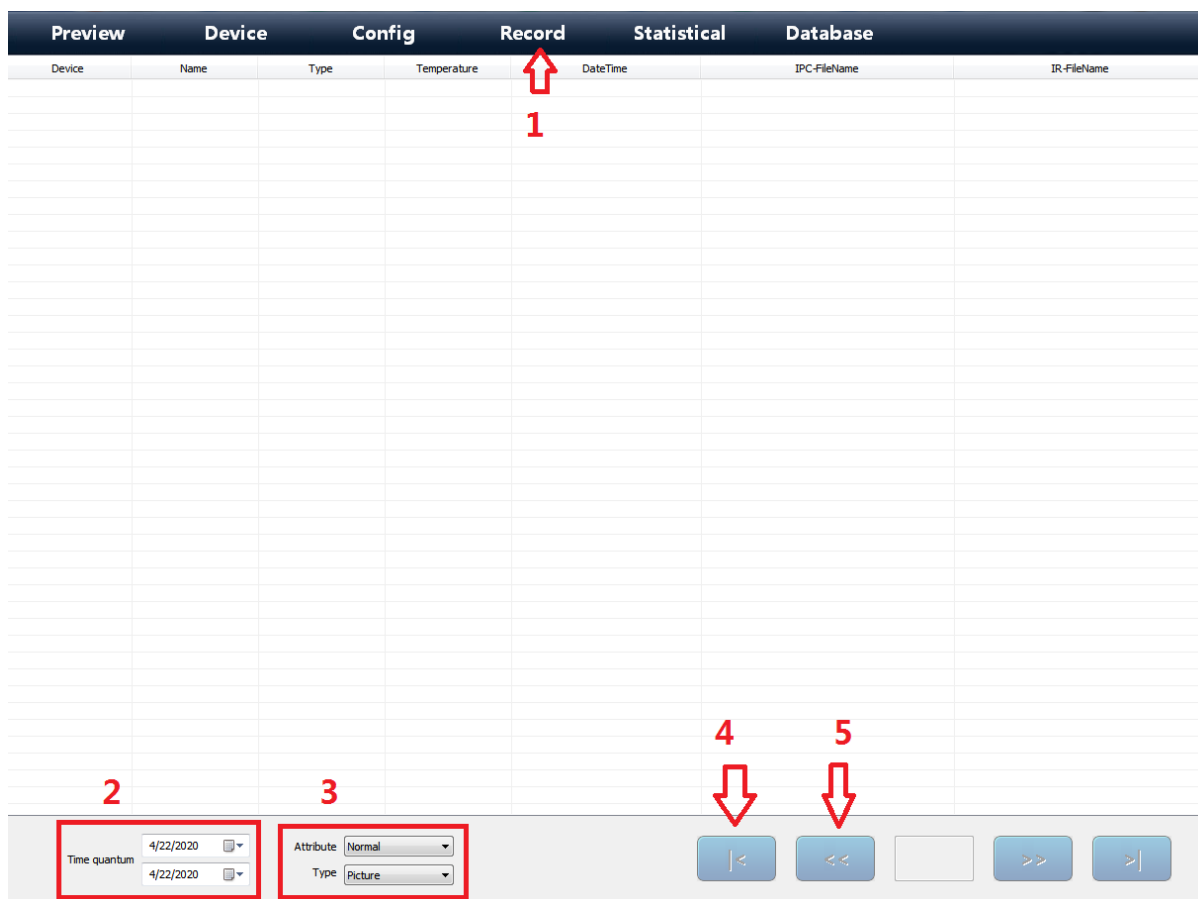 Preview Device Config Record Statistical Database
Device Name Type Temperature DateTime IPC-FileName IR-FileName
1
4 5
2 3
Time quantum 4/22/2020 Attribute Normal
4/22/2020 Type Picture
|< << >> >|